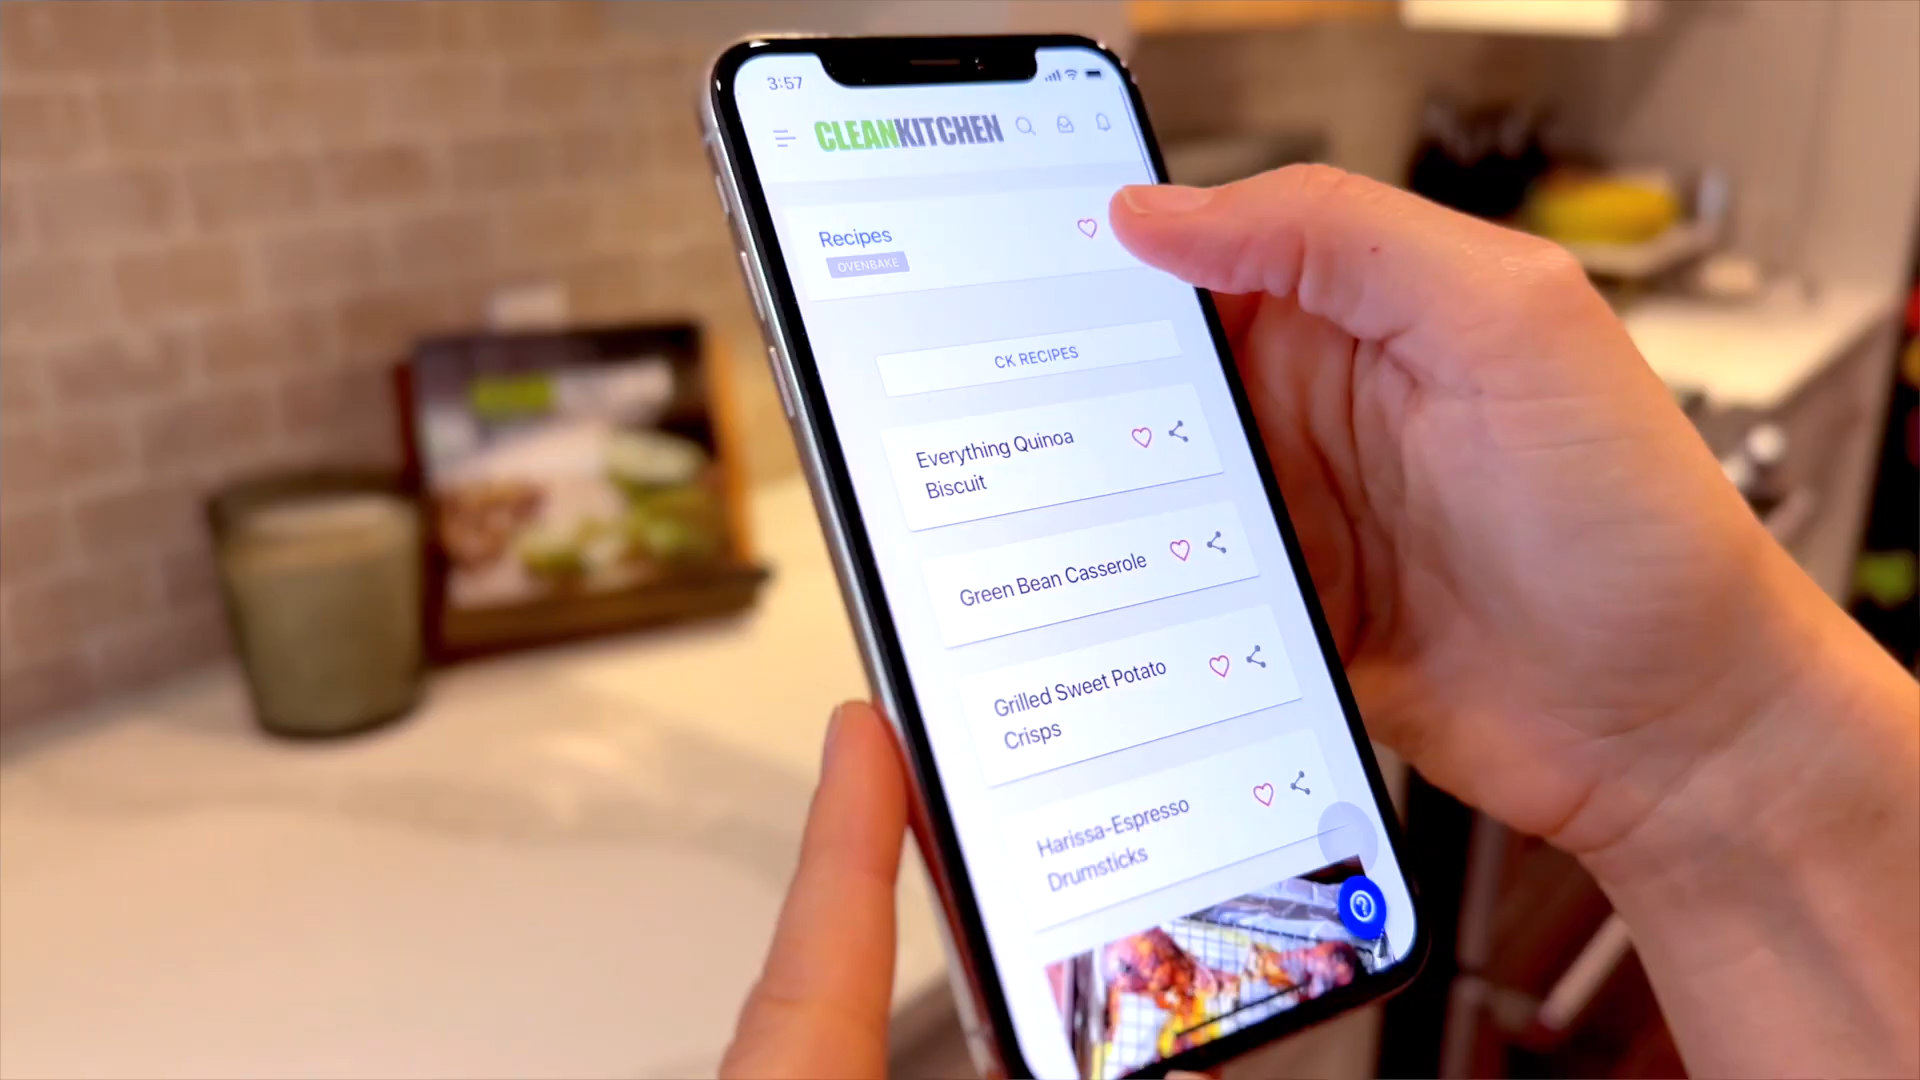 3:57
CLEANKITCHEN
Recipes
OVENBAKE
CK RECIPES
Everything Quinoa
Biscuit
Green Bean Casserole
Grilled Sweet Potato
Crisps
Harissa-Espresso
Drumsticks
?